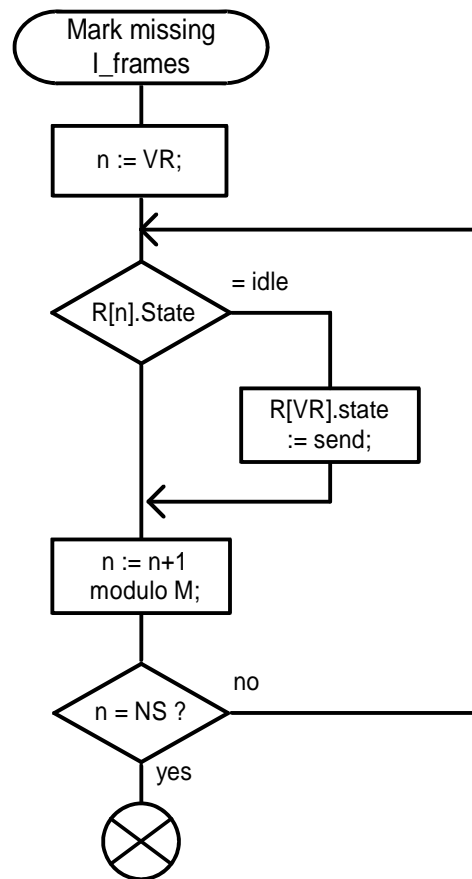 Mark missing
I_frames
n := VR;
= idle
R[n].State
R[VR].state
:= send;
n := n+1
modulo M;
no
n = NS ?
yes